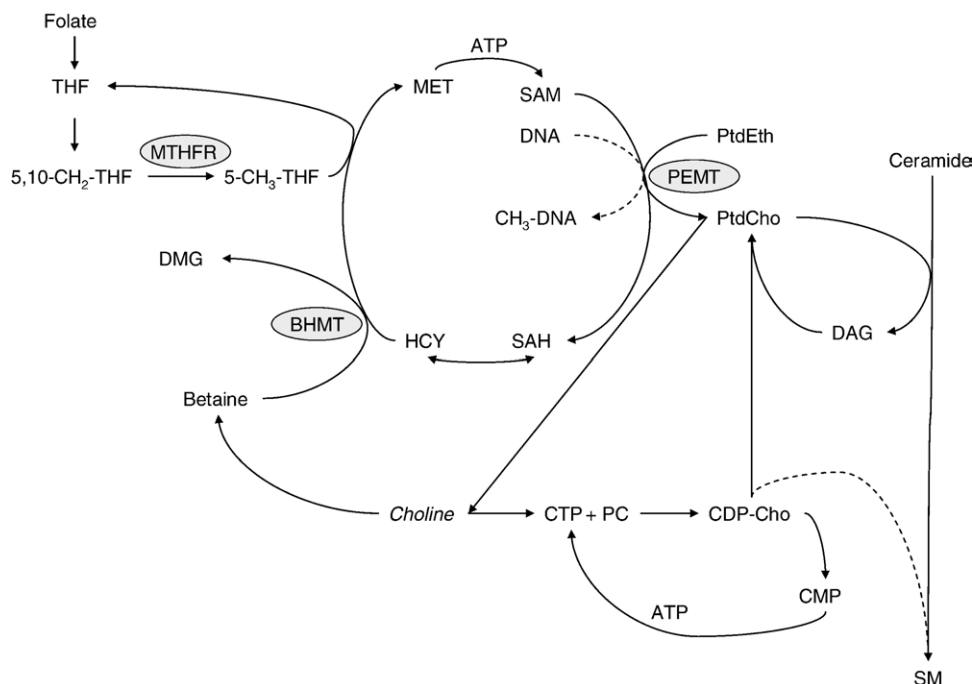 Folate
ATP
THF
MET
SAM
DNA
PtdEth
MTHFR
Ceramide
5,10-CH₂-THF
5-CH₃-THF
PEMT
CH₃-DNA
PtdCho
DMG
BHMT
HCY
SAH
DAG
Betaine
Choline
CTP + PC
CDP-Cho
CMP
ATP
SM